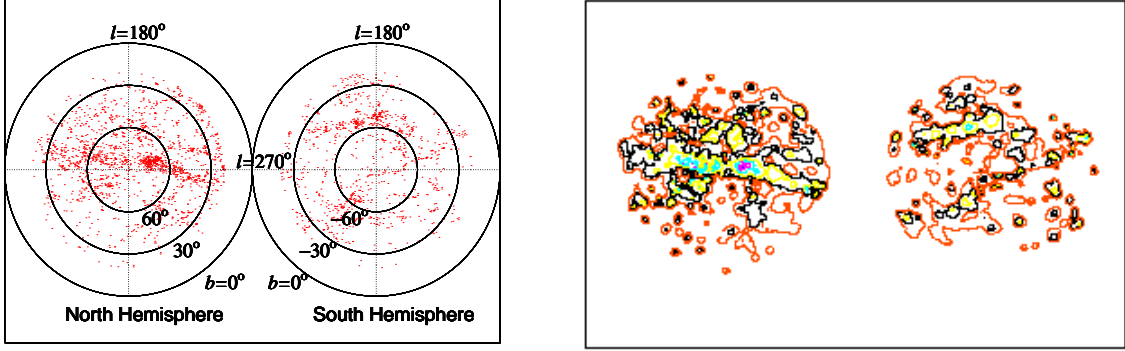 l=180° l=180°
l=270°
60° −60°
30° −30°
b=0° b=0°
North Hemisphere South Hemisphere